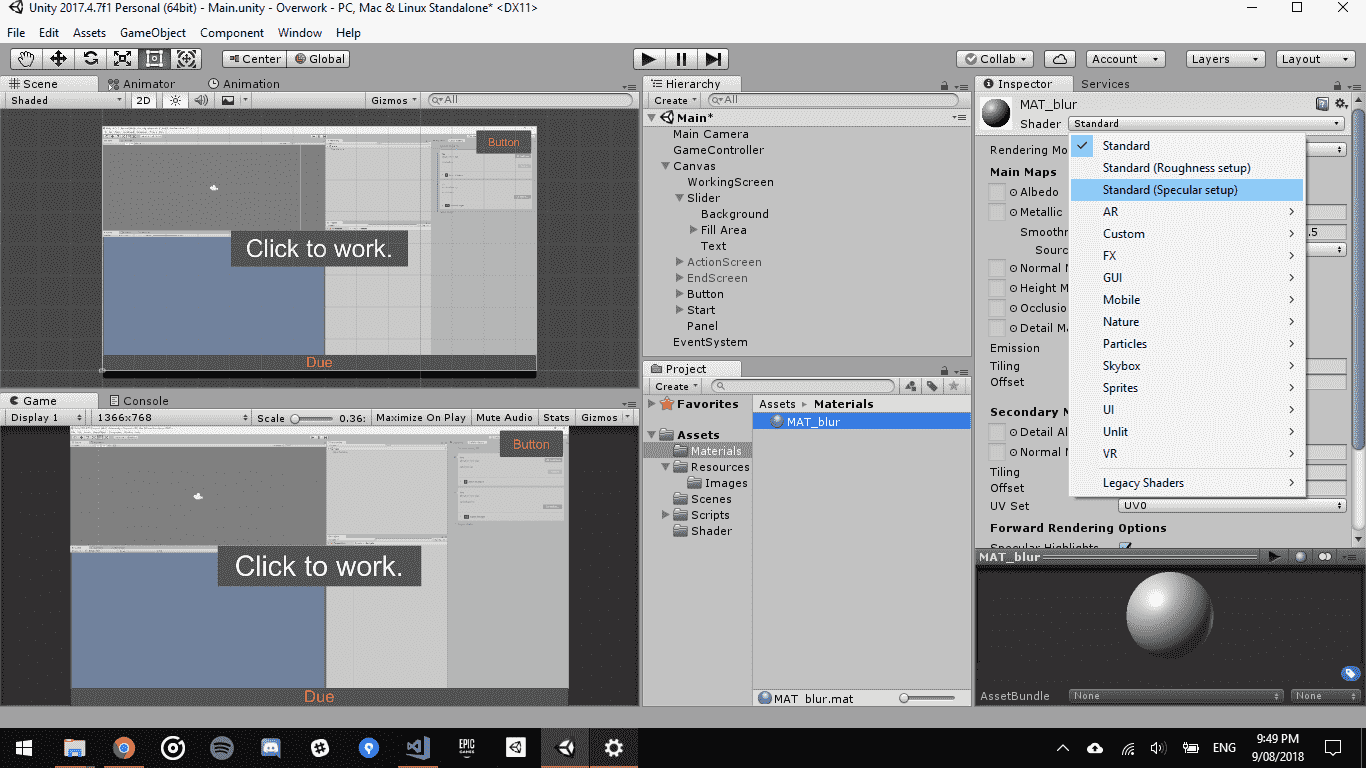 Unity 2017.4.7f1 Personal (64bit) - Main.unity - Overwork - PC, Mac & Linux Standalone* <DX11>
File Edit Assets GameObject Component Window Help
Center Global Collab Account Layers Layout
Scene Animator Animation
Shaded 2D Gizmos All
Button
Click to work.
Due
Game Console
Display 1 1366x768 Scale 0.36: Maximize On Play Mute Audio Stats Gizmos
Button
Click to work.
Due
Hierarchy
Create All
Main*
Main Camera
GameController
Canvas
WorkingScreen
Slider
Background
Fill Area
Text
ActionScreen
EndScreen
Button
Start
Panel
EventSystem
Project
Create
Favorites
Assets
Materials
Resources
Images
Scenes
Scripts
Shader
Assets Materials
MAT_blur
MAT_blur.mat
Inspector Services
MAT_blur
Shader Standard
Rendering Mo
Main Maps
Albedo
Metallic
Smoothn .5
Sourc
Normal M
Height M
Occlusio
Detail Ma
Emission
Tiling
Offset
Secondary M
Detail Al
Normal M
Tiling
Offset
UV Set UV0
Forward Rendering Options
Specular Highlights
Standard
Standard (Roughness setup)
Standard (Specular setup)
AR
Custom
FX
GUI
Mobile
Nature
Particles
Skybox
Sprites
UI
Unlit
VR
Legacy Shaders
MAT_blur
AssetBundle None None
EPIC GAMES
ENG
9:49 PM
9/08/2018